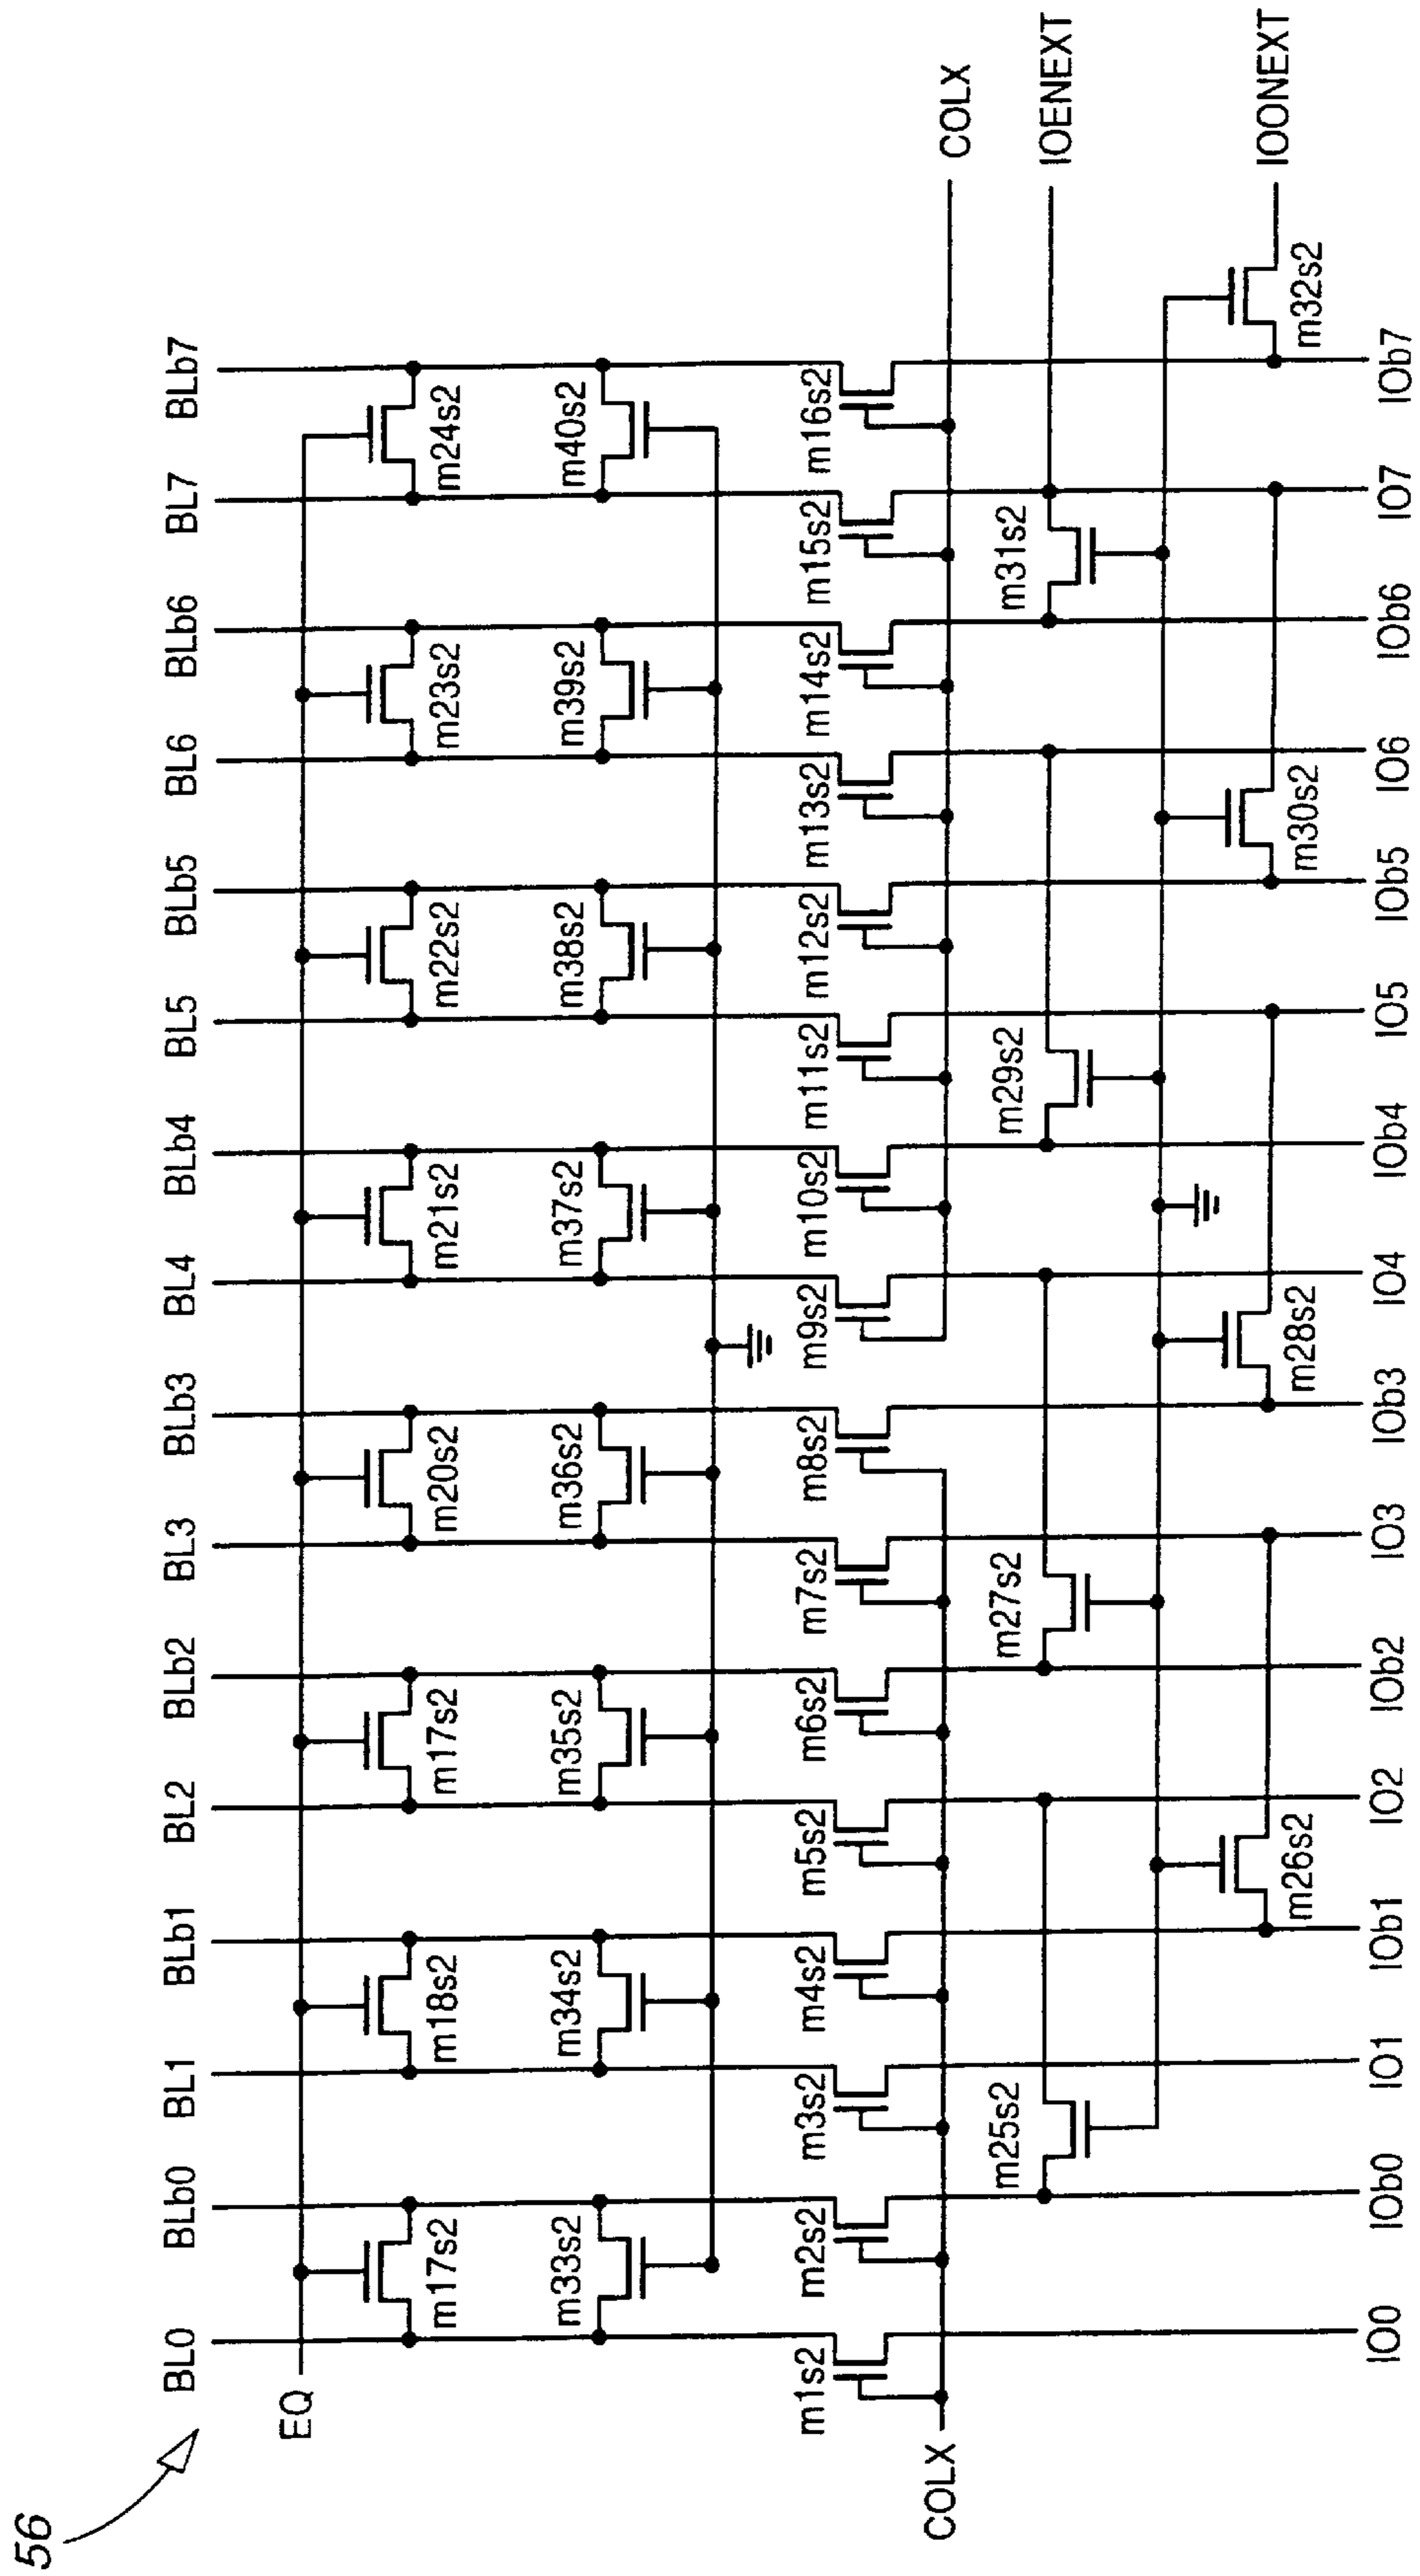 56
BL0 BLb0 BL1 BLb1 BL2 BLb2 BL3 BLb3 BL4 BLb4 BL5 BLb5 BL6 BLb6 BL7 BLb7
EQ
m17s2 m18s2 m17s2 m20s2 m21s2 m22s2 m23s2 m24s2
m33s2 m34s2 m35s2 m36s2 m37s2 m38s2 m39s2 m40s2
m1s2 m2s2 m3s2 m4s2 m5s2 m6s2 m7s2 m8s2 m9s2 m10s2 m11s2 m12s2 m13s2 m14s2 m15s2 m16s2
COLX COLX
m25s2 m27s2 m29s2 m31s2 IOENEXT
m26s2 m28s2 m30s2 m32s2 IOONEXT
IO0 IOb0 IO1 IOb1 IO2 IOb2 IO3 IOb3 IO4 IOb4 IO5 IOb5 IO6 IOb6 IO7 IOb7